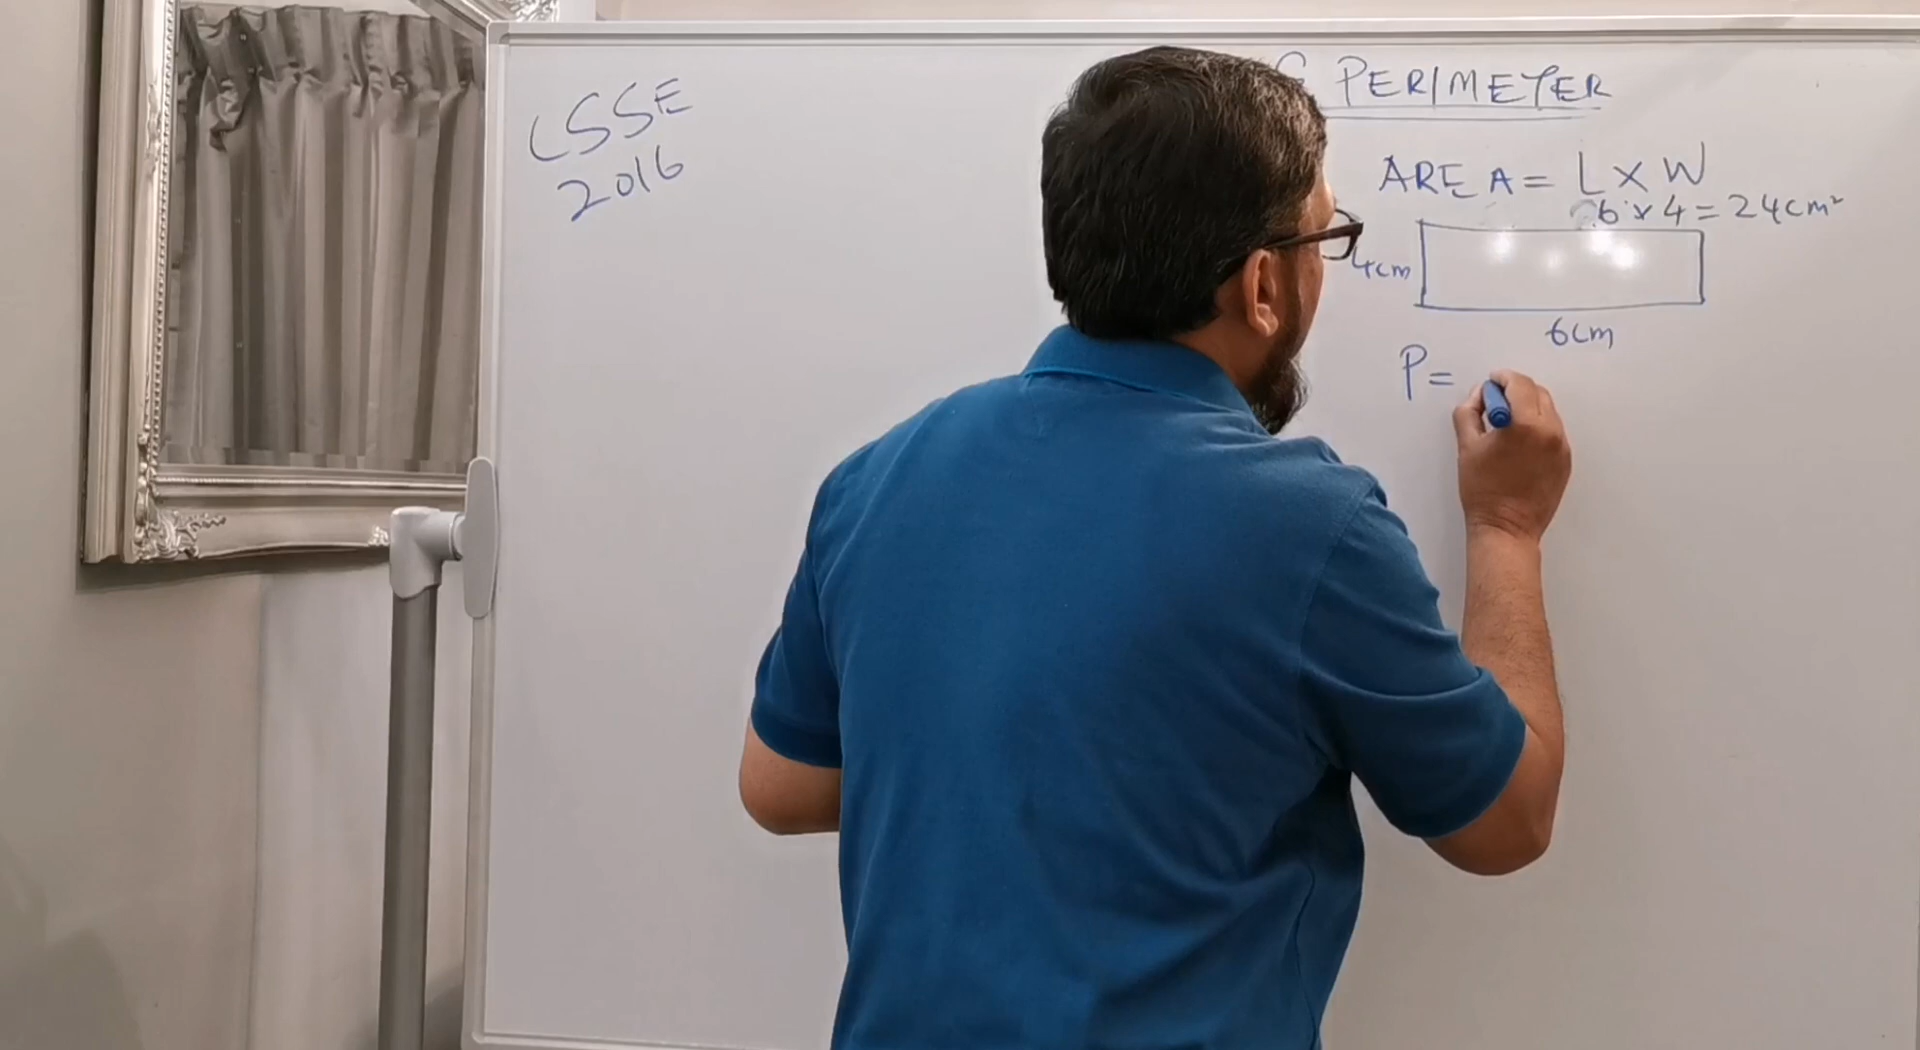 LSSE
2016
PERIMETER
AREA = L X W
6 x 4 = 24cm²
4cm
6cm
P =